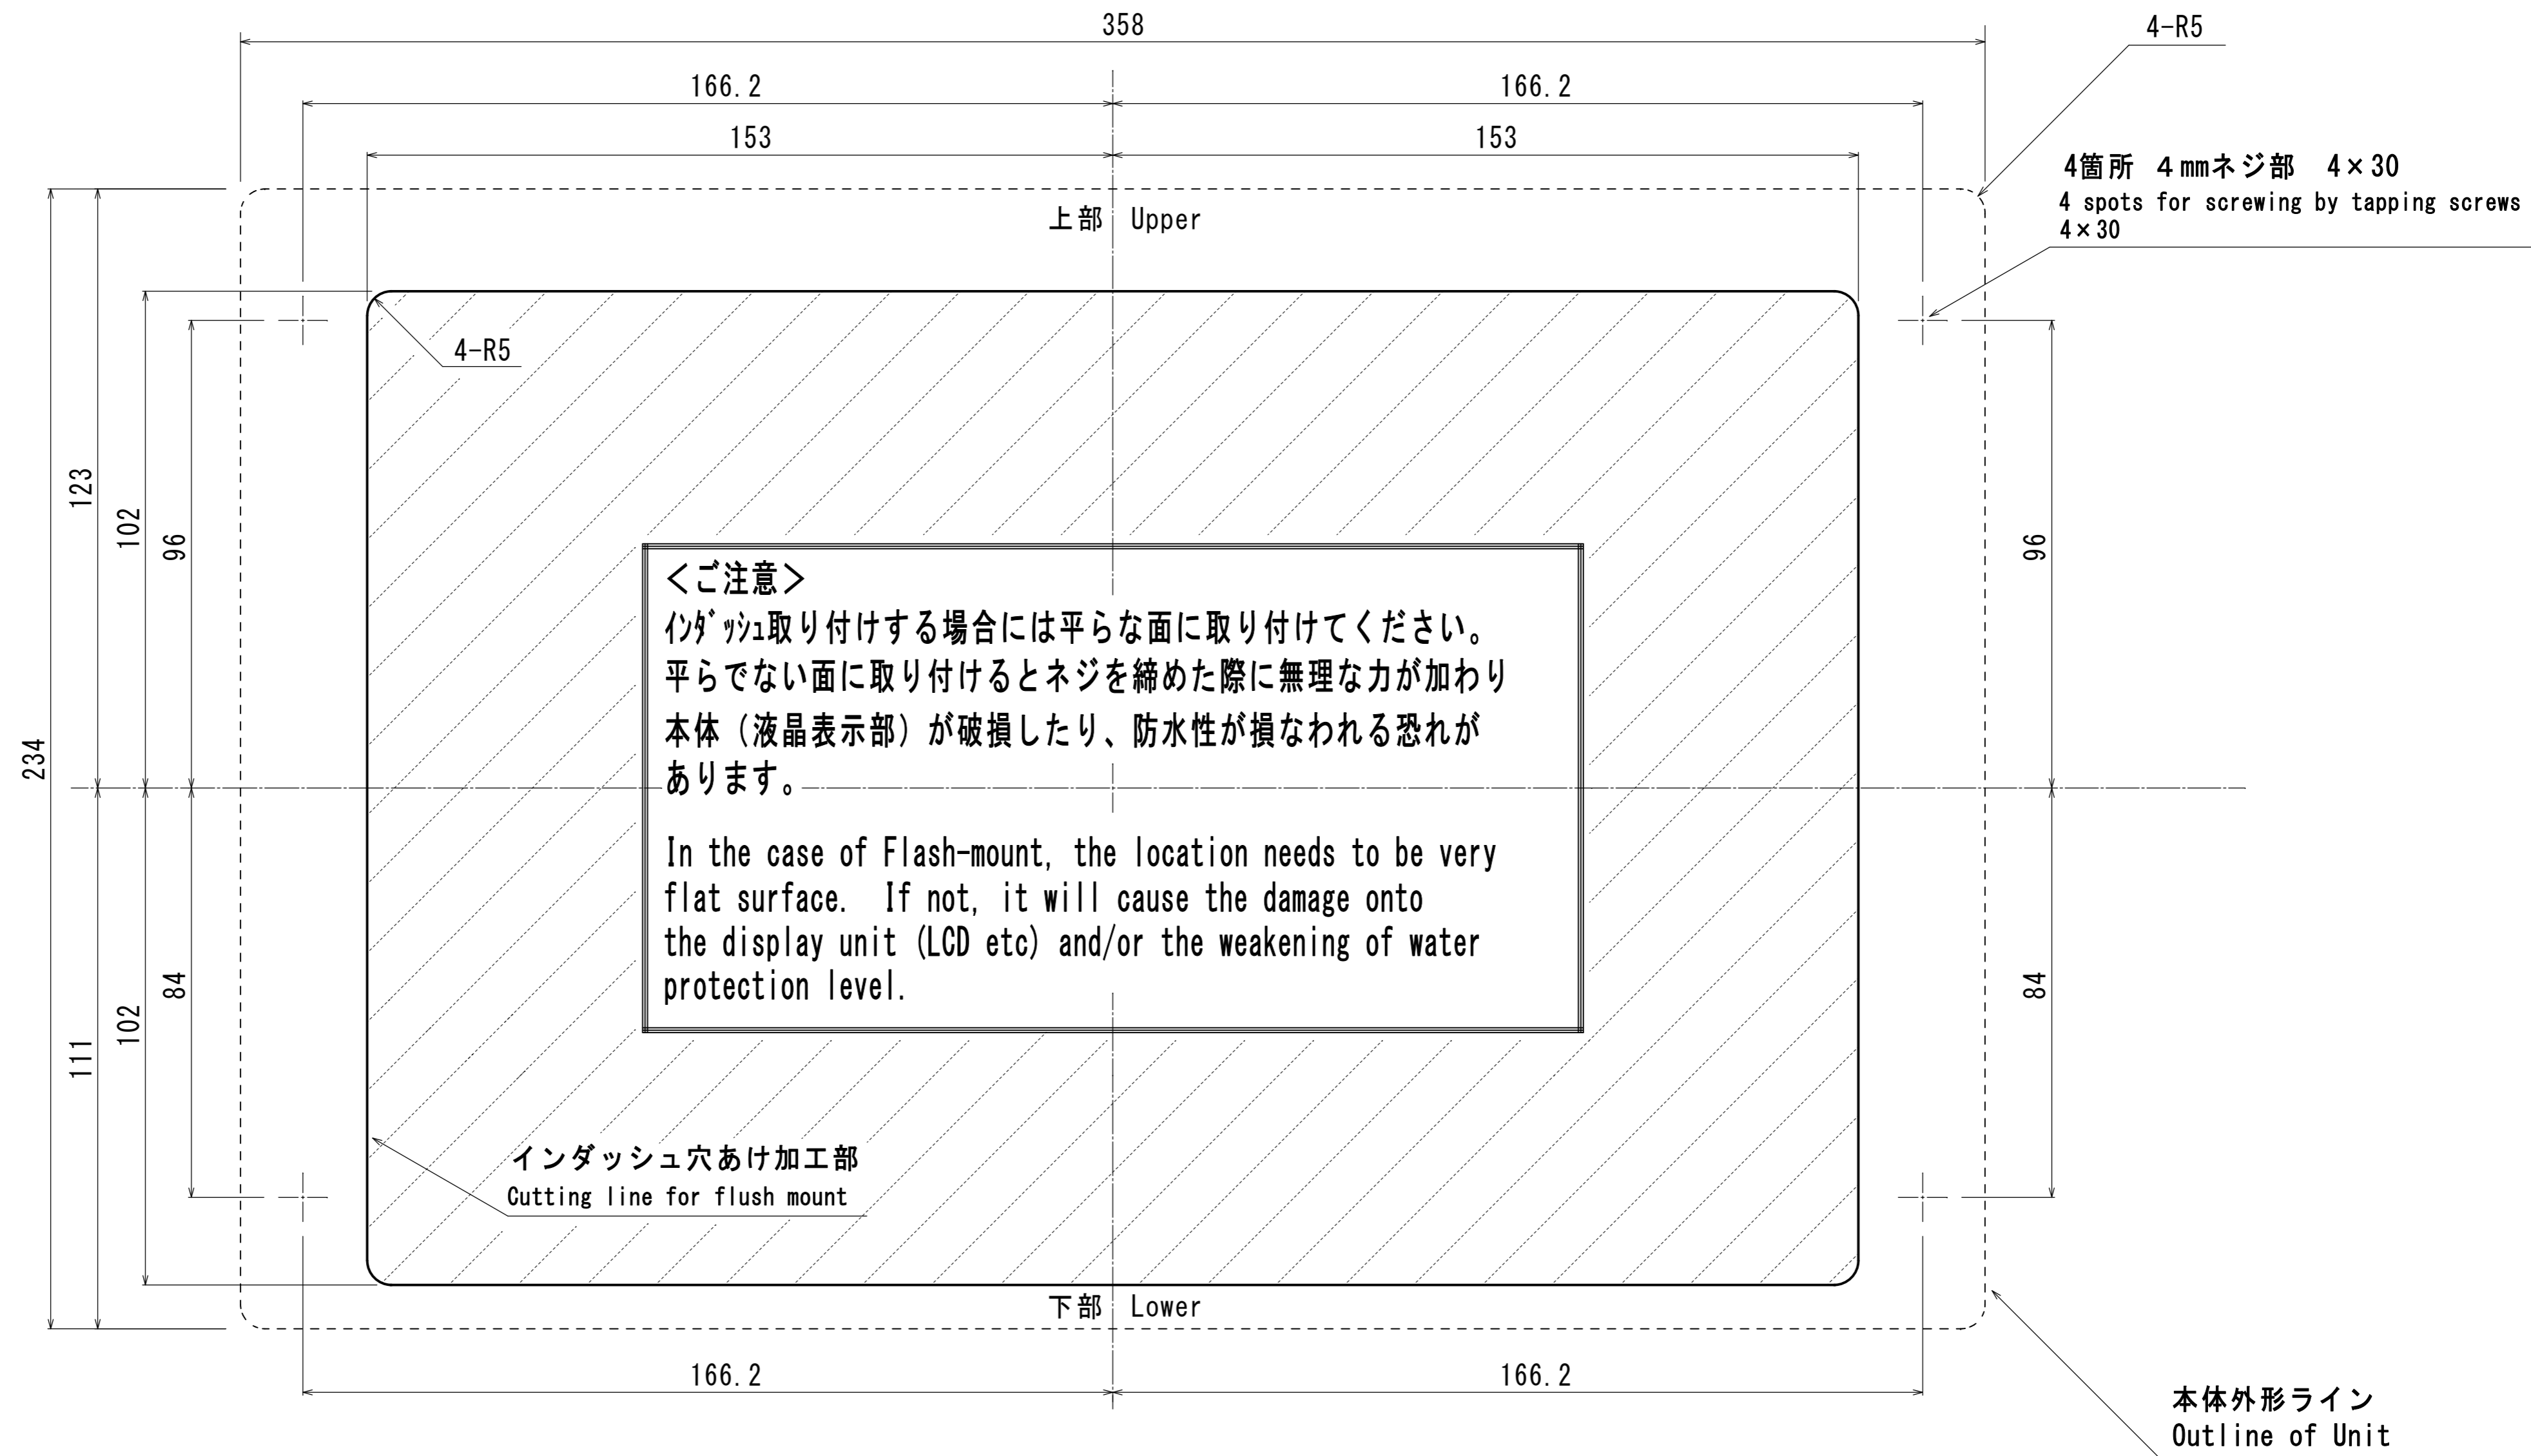 358
4-R5
166.2
166.2
153
153
4箇所 4mmネジ部 4×30
4 spots for screwing by tapping screws
4×30
上部 Upper
4-R5
123
102
96
96
234
<ご注意>
インダッシュ取り付けする場合には平らな面に取り付けてください。
平らでない面に取り付けるとネジを締めた際に無理な力が加わり
本体（液晶表示部）が破損したり、防水性が損なわれる恐れが
あります。
In the case of Flash-mount, the location needs to be very
flat surface. If not, it will cause the damage onto
the display unit (LCD etc) and/or the weakening of water
protection level.
111
102
84
84
インダッシュ穴あけ加工部
Cutting line for flush mount
下部 Lower
166.2
166.2
本体外形ライン
Outline of Unit